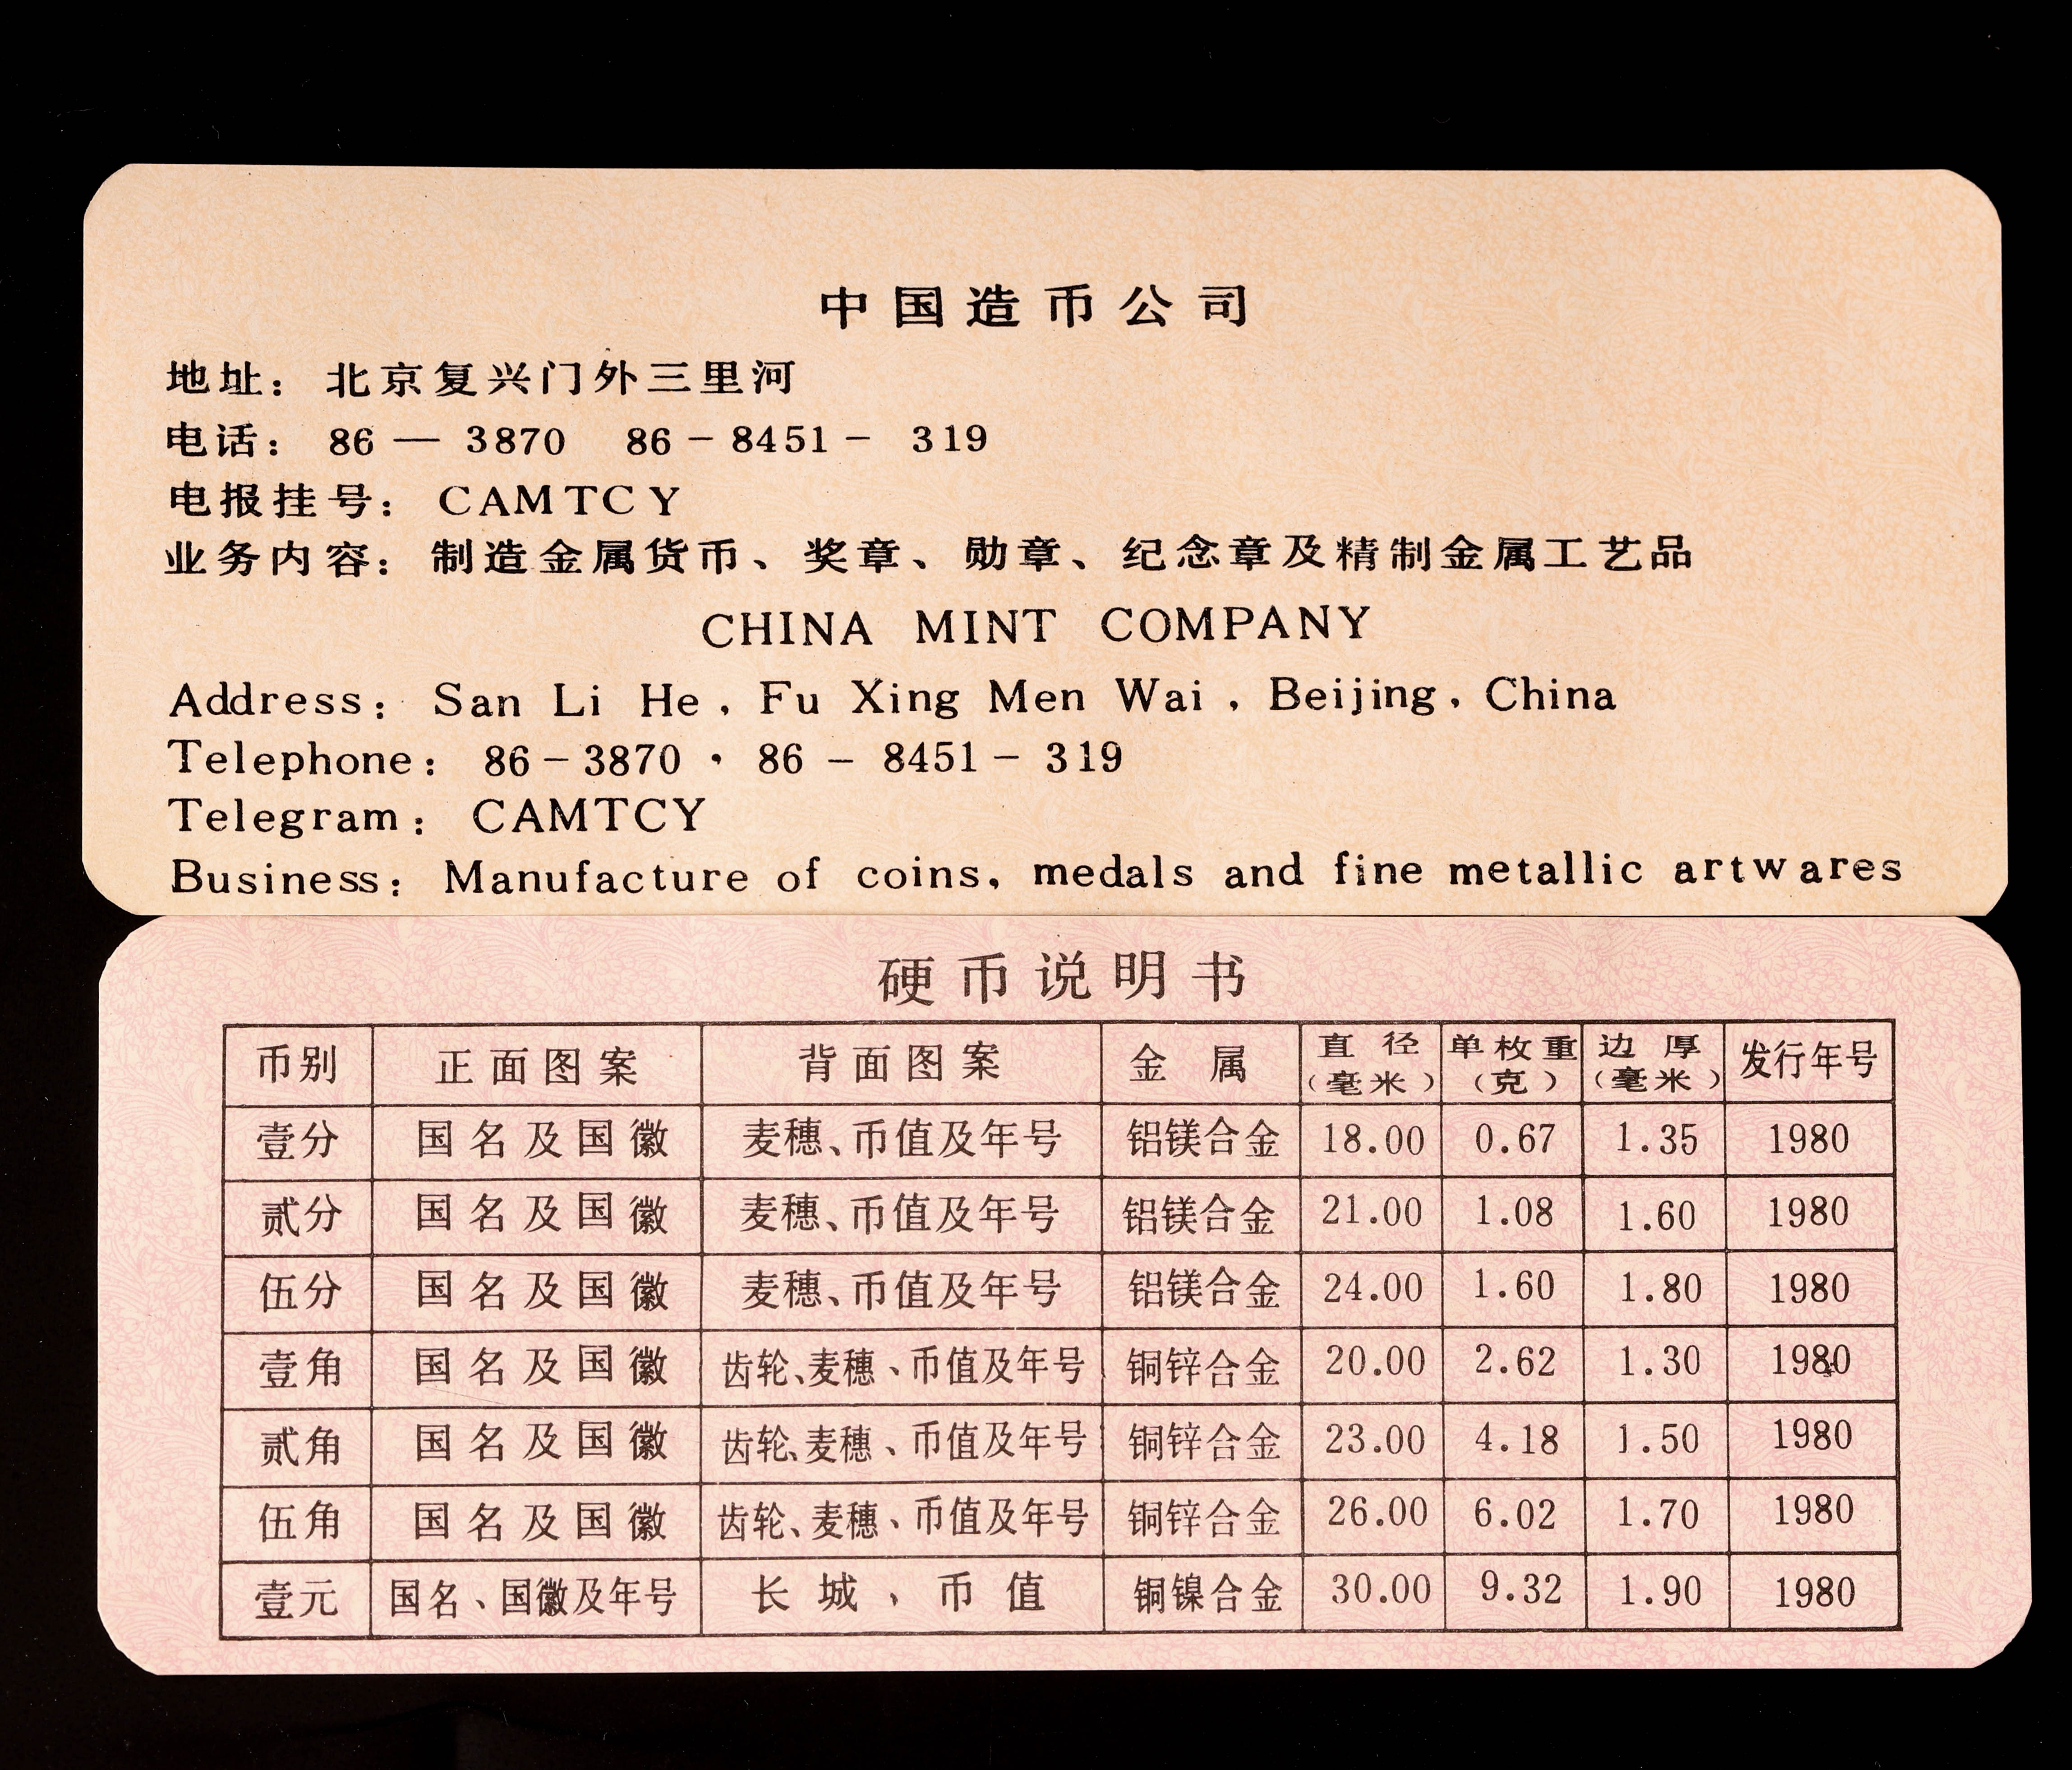 中国造币公司
地址：北京复兴门外三里河
电话：86—3870 86-8451-319
电报挂号：CAMTCY
业务内容：制造金属货币、奖章、勋章、纪念章及精制金属工艺品
CHINA MINT COMPANY
Address: San Li He, Fu Xing Men Wai, Beijing, China
Telephone: 86-3870 · 86-8451-319
Telegram: CAMTCY
Business: Manufacture of coins, medals and fine metallic artwares
硬币说明书
币别 正面图案 背面图案 金属 直径（毫米） 单枚重（克） 边厚（毫米） 发行年号
壹分 国名及国徽 麦穗、币值及年号 铝镁合金 18.00 0.67 1.35 1980
贰分 国名及国徽 麦穗、币值及年号 铝镁合金 21.00 1.08 1.60 1980
伍分 国名及国徽 麦穗、币值及年号 铝镁合金 24.00 1.60 1.80 1980
壹角 国名及国徽 齿轮、麦穗、币值及年号 铜锌合金 20.00 2.62 1.30 1980
贰角 国名及国徽 齿轮、麦穗、币值及年号 铜锌合金 23.00 4.18 1.50 1980
伍角 国名及国徽 齿轮、麦穗、币值及年号 铜锌合金 26.00 6.02 1.70 1980
壹元 国名、国徽及年号 长城、币值 铜镍合金 30.00 9.32 1.90 1980